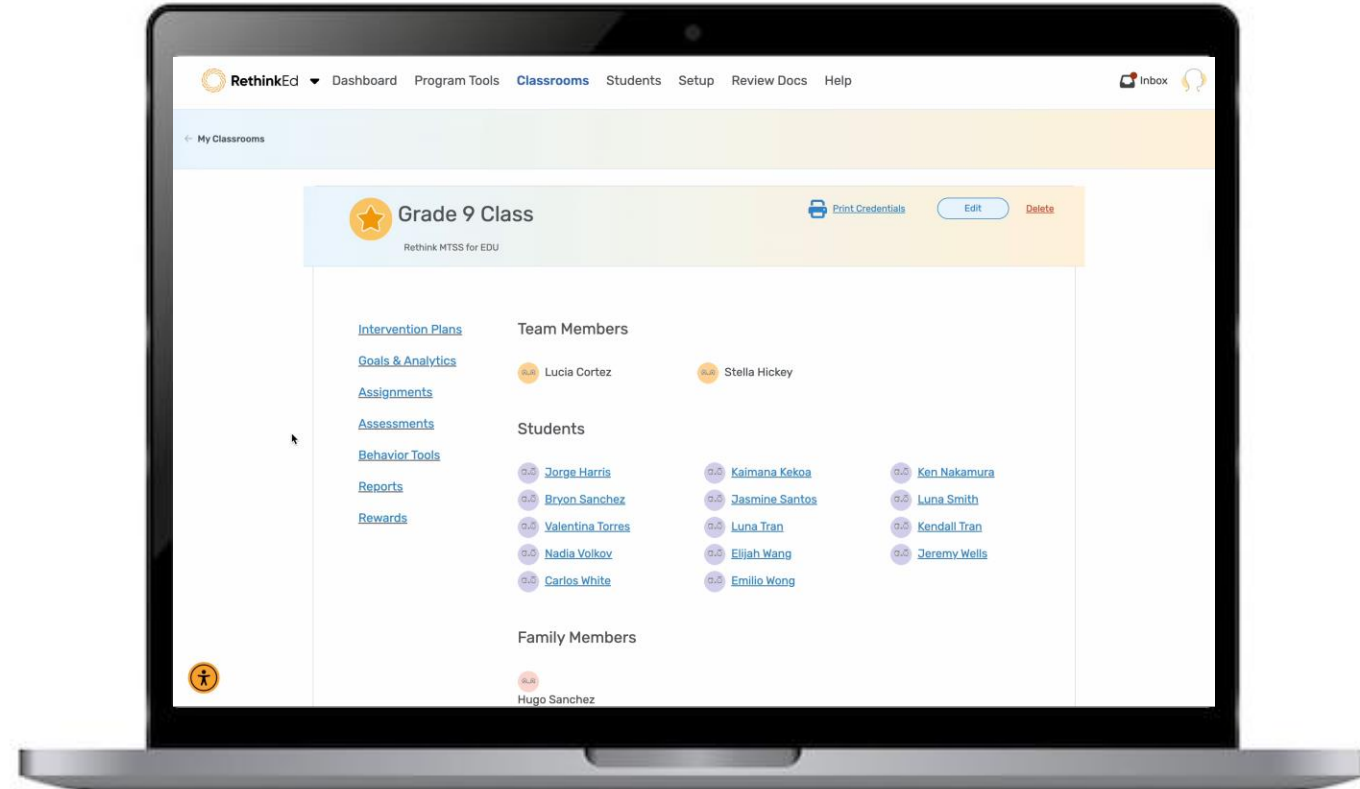 RethinkEd Dashboard Program Tools Classrooms Students Setup Review Docs Help Inbox
My Classrooms
Grade 9 Class
Rethink MTSS for EDU
Print Credentials Edit Delete
Intervention Plans
Goals & Analytics
Assignments
Assessments
Behavior Tools
Reports
Rewards
Team Members
Lucia Cortez Stella Hickey
Students
Jorge Harris Kaimana Kekoa Ken Nakamura
Bryon Sanchez Jasmine Santos Luna Smith
Valentina Torres Luna Tran Kendall Tran
Nadia Volkov Elijah Wang Jeremy Wells
Carlos White Emilio Wong
Family Members
Hugo Sanchez